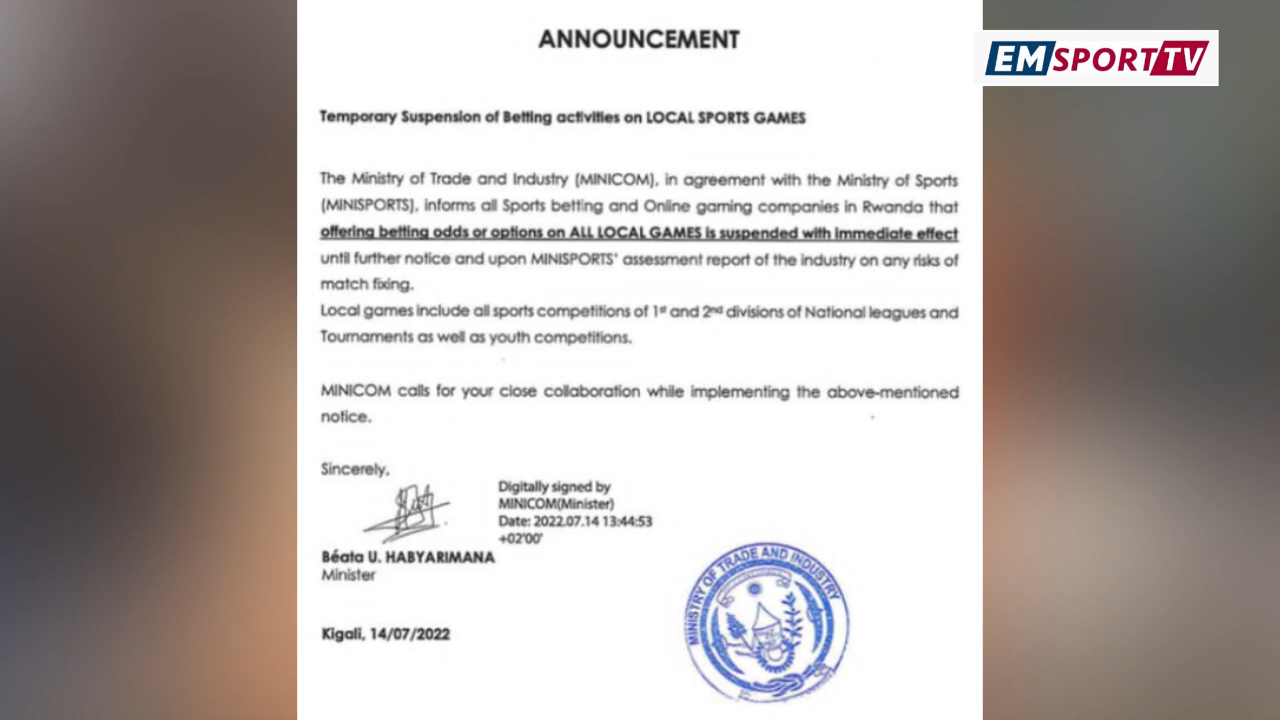 ANNOUNCEMENT
EMSPORTTV
Temporary Suspension of Betting activities on LOCAL SPORTS GAMES
The Ministry of Trade and Industry (MINICOM), in agreement with the Ministry of Sports
(MINISPORTS), informs all Sports betting and Online gaming companies in Rwanda that
offering betting odds or options on ALL LOCAL GAMES is suspended with immediate effect
until further notice and upon MINISPORTS' assessment report of the industry on any risks of
match fixing.
Local games include all sports competitions of 1st and 2nd divisions of National leagues and
Tournaments as well as youth competitions.
MINICOM calls for your close collaboration while implementing the above-mentioned
notice.
Sincerely,
Digitally signed by
MINICOM(Minister)
Date: 2022.07.14 13:44:53
+02'00'
Béata U. HABYARIMANA
Minister
Kigali, 14/07/2022
MINISTRY OF TRADE AND INDUSTRY